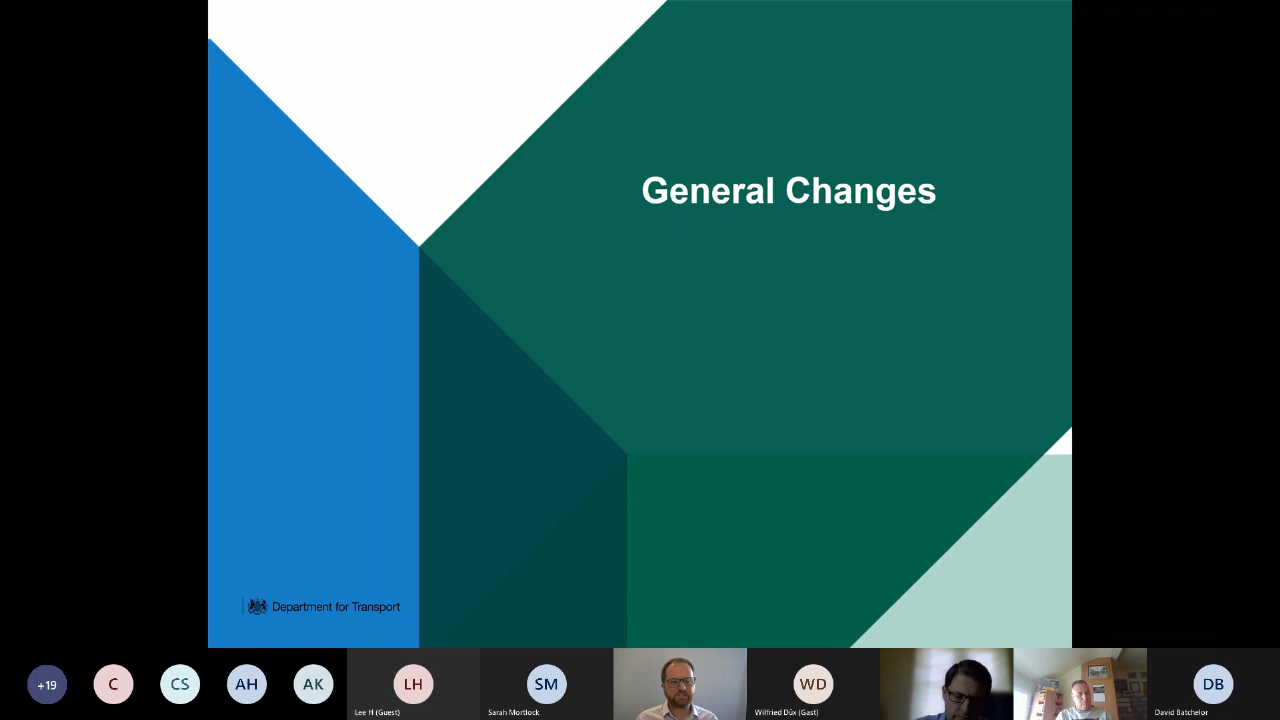 General Changes
Department for Transport
+19
C
CS
AH
AK
LH
Lee H (Guest)
SM
Sarah Mortlock
WD
Wilfried Düx (Gast)
DB
David Batchelor